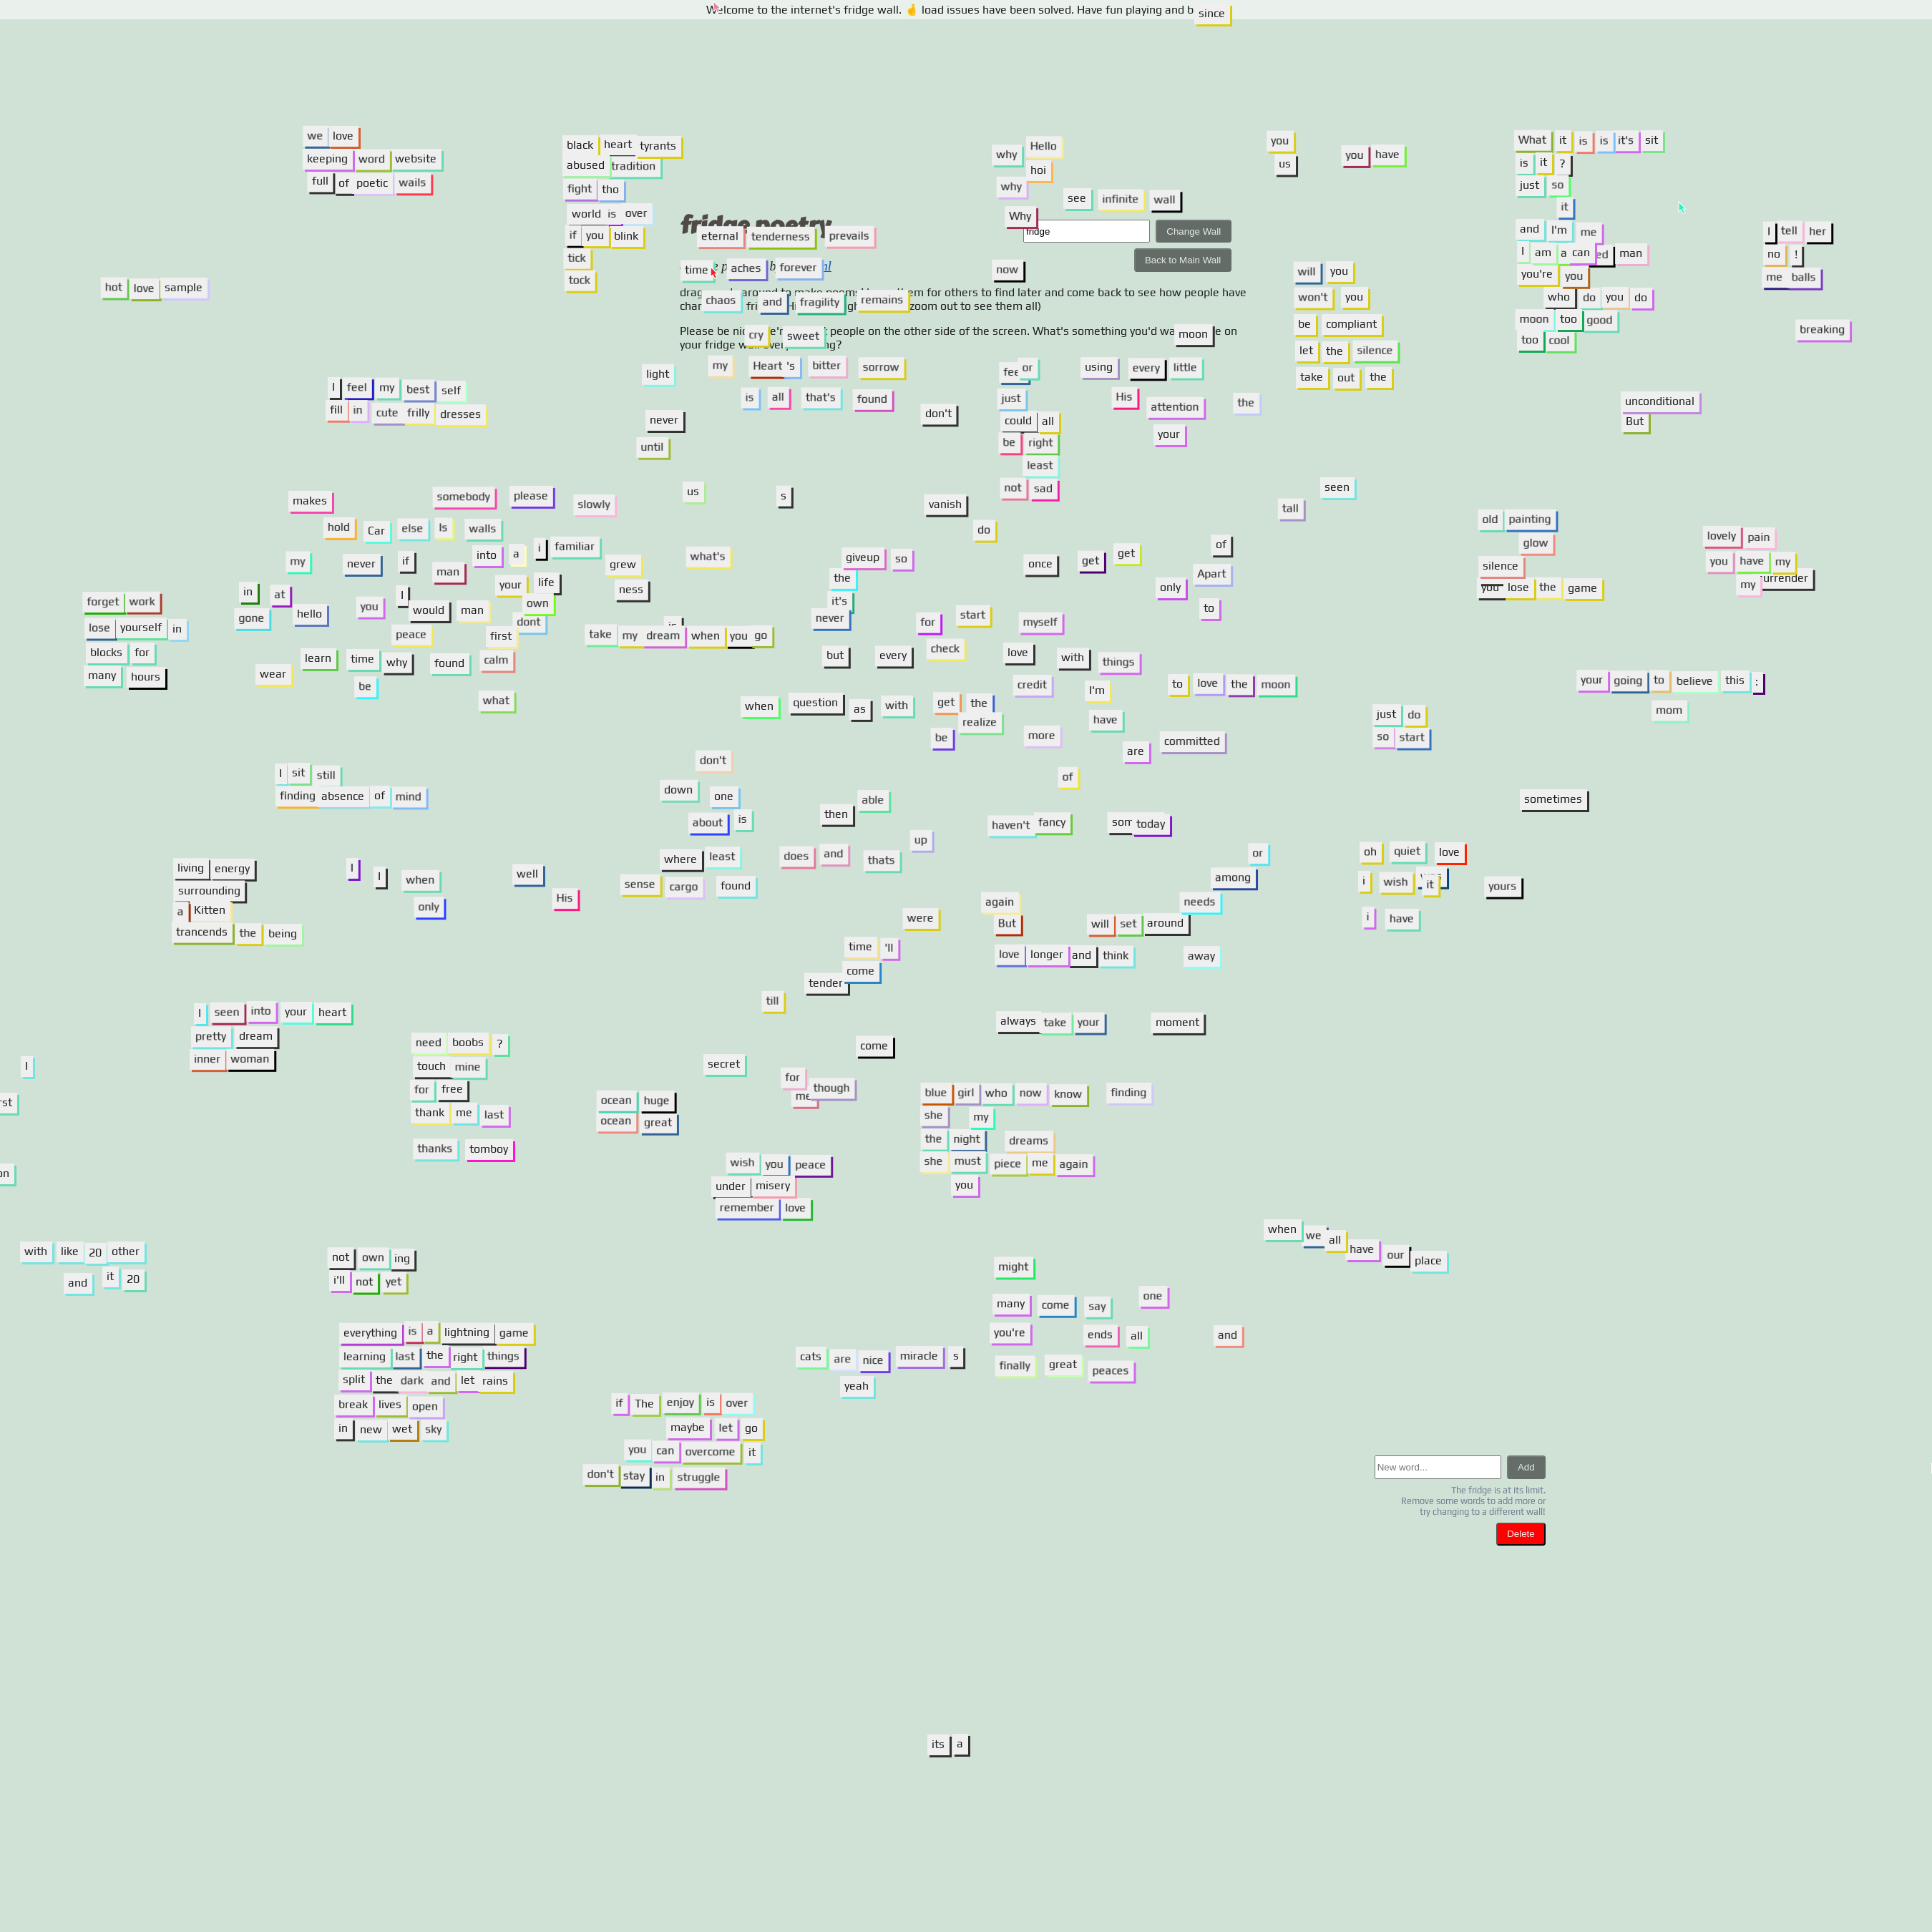 Welcome to the internet's fridge wall. ☝ load issues have been solved. Have fun playing and b
since
we love
keeping word website
full of poetic wails
black heart tyrants
abused tradition
fight tho
world is over
if you blink
tick
tock
fridge poetry
eternal tenderness prevails
time aches forever
chaos and fragility remains
cry sweet
my Heart 's bitter sorrow
is all that's found
why Hello
hoi
why
Why
see infinite wall
fridge
Change Wall
Back to Main Wall
now
moon
you
us
you have
will you
won't you
be compliant
let the silence
take out the
What it is is it's sit
is it ?
just so
it
and I'm me
I am a can man
you're you
who do you do
moon too good
too cool
I tell her
no !
me balls
breaking
hot love sample
I feel my best self
fill in cute frilly dresses
light
never
until
don't
or
just
could all
be right
least
not sad
using every little
His attention the
your
unconditional
But
makes somebody please slowly
us s vanish do
tall seen
hold Car else Is walls
my never if man into a i familiar
grew what's
ness
your life
own
dont
giveup so
the
it's
never
once get get of
only Apart
to
old painting
glow
silence
you lose the game
lovely pain
you have my
my
forget work
lose yourself in
blocks for
many hours
in at
gone hello you I would man
peace first
take my dream when you go
wear learn time why found calm
be what
for start myself
but every check love with things
credit I'm
to love the moon
when question as with get the
realize
be more have
are committed
of
your going to believe this :
mom
just do
so start
I sit still
finding absence of mind
don't
down one
about is
then able
haven't fancy today
sometimes
living energy
surrounding
a Kitten
trancends the being
I I when
only
well
His
where least
sense cargo found
does and thats up
were
or
among
needs
oh quiet love
i wish it
yours
i have
again
But will set around
love longer and think away
time 'll
come
tender
till
always take your moment
I seen into your heart
pretty dream
inner woman
I
need boobs ?
touch mine
for free
thank me last
thanks tomboy
come
secret
for though
me
ocean huge
ocean great
blue girl who now know finding
she my
the night dreams
she must piece me again
you
wish you peace
under misery
remember love
with like 20 other
and it 20
not own ing
i'll not yet
when we all have our place
might
many come say one
you're ends all and
finally great peaces
everything is a lightning game
learning last the right things
split the dark and let rains
break lives open
in new wet sky
cats are nice miracle s
yeah
if The enjoy is over
maybe let go
you can overcome it
don't stay in struggle
New word...
Add
The fridge is at its limit.
Remove some words to add more or
try changing to a different wall!
Delete
its a